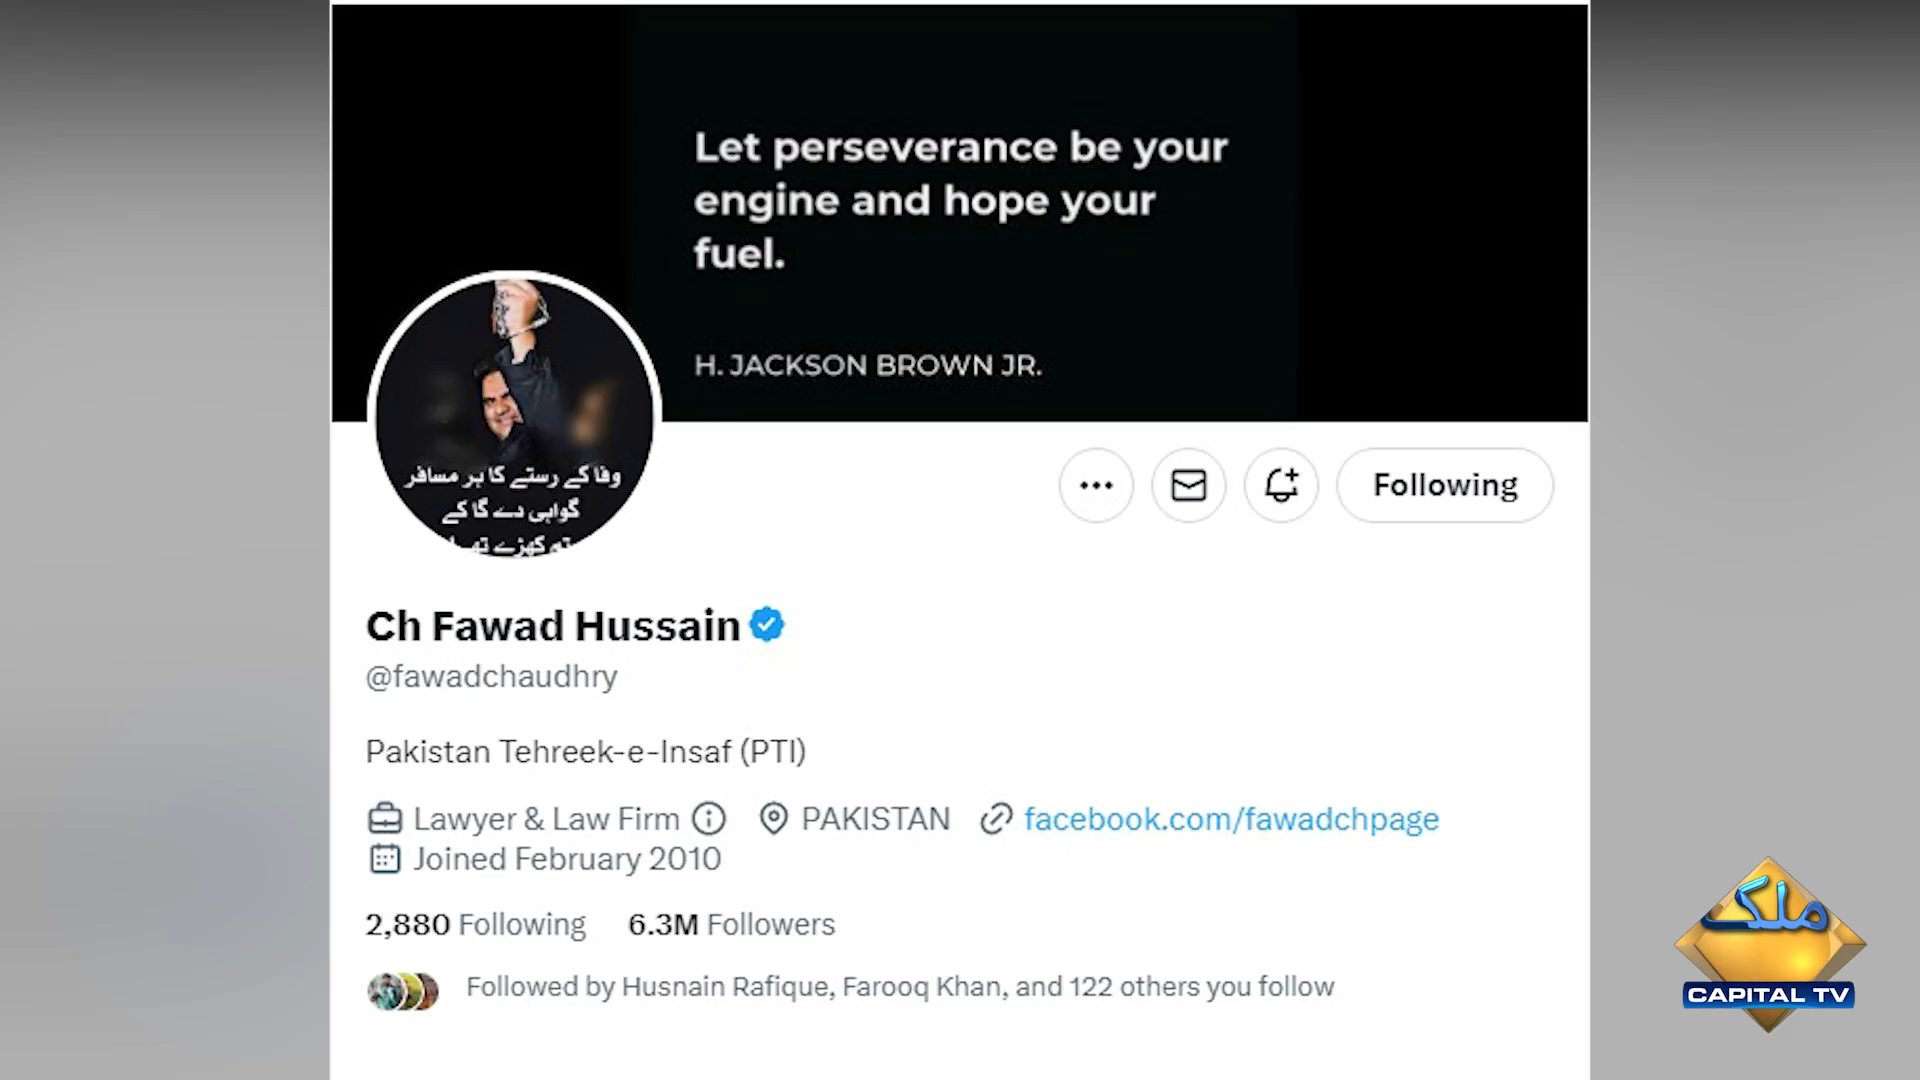 Let perseverance be your
engine and hope your
fuel.
H. JACKSON BROWN JR.
وفا کے رستے کا ہر مسافر
گواہی دے گا کے
کھڑے تھے
Following
Ch Fawad Hussain
@fawadchaudhry
Pakistan Tehreek-e-Insaf (PTI)
Lawyer & Law Firm PAKISTAN facebook.com/fawadchpage
Joined February 2010
2,880 Following 6.3M Followers
Followed by Husnain Rafique, Farooq Khan, and 122 others you follow
ملک
CAPITAL TV